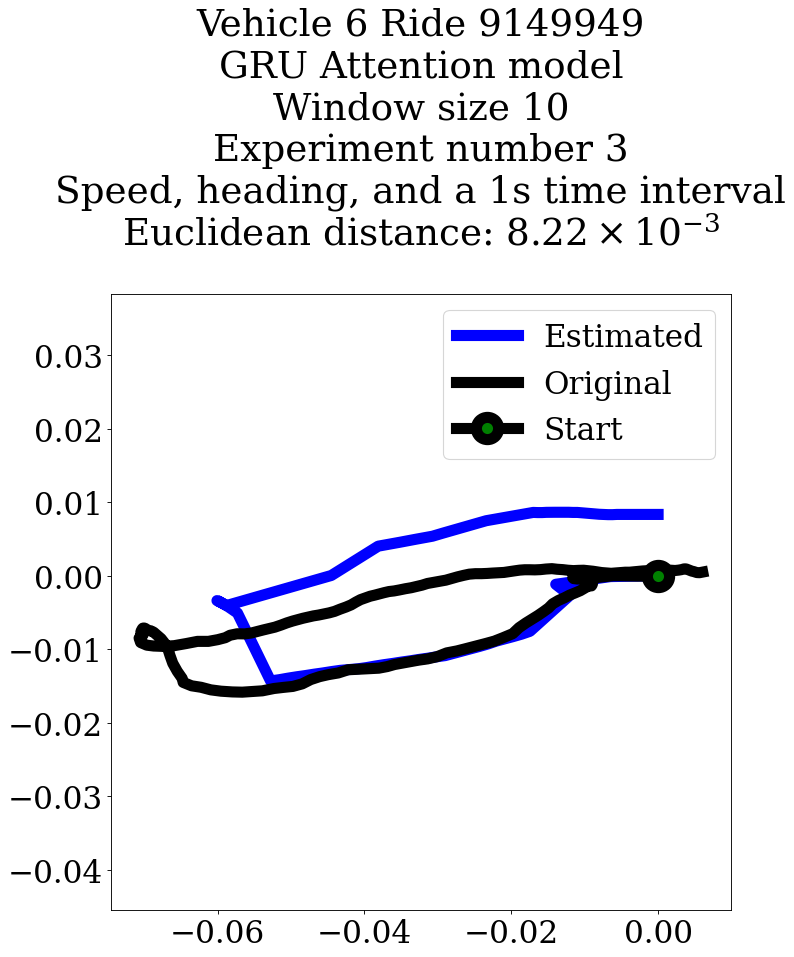 Vehicle 6 Ride 9149949
GRU Attention model
Window size 10
Experiment number 3
Speed, heading, and a 1s time interval
Euclidean distance: 8.22 × 10⁻³
Estimated
Original
Start
0.03
0.02
0.01
0.00
−0.01
−0.02
−0.03
−0.04
−0.06 −0.04 −0.02 0.00